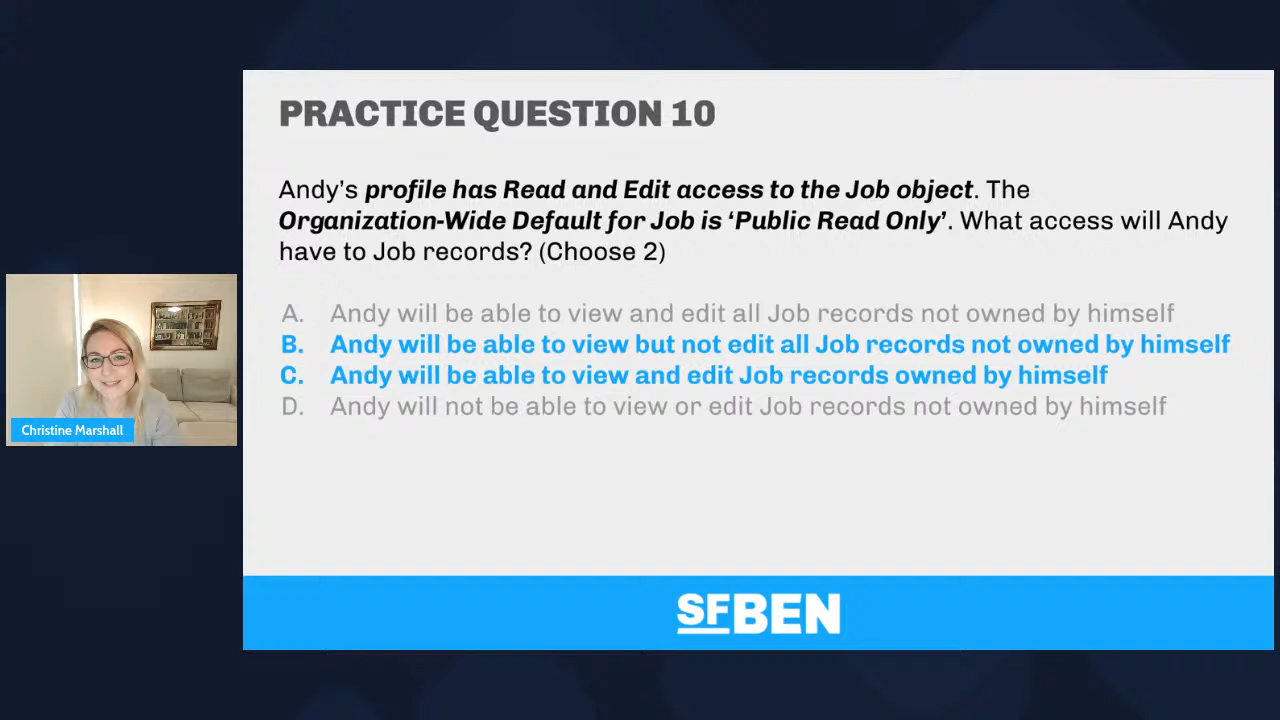 PRACTICE QUESTION 10
Andy’s profile has Read and Edit access to the Job object. The
Organization-Wide Default for Job is ‘Public Read Only’. What access will Andy
have to Job records? (Choose 2)
A. Andy will be able to view and edit all Job records not owned by himself
B. Andy will be able to view but not edit all Job records not owned by himself
C. Andy will be able to view and edit Job records owned by himself
D. Andy will not be able to view or edit Job records not owned by himself
Christine Marshall
SFBEN